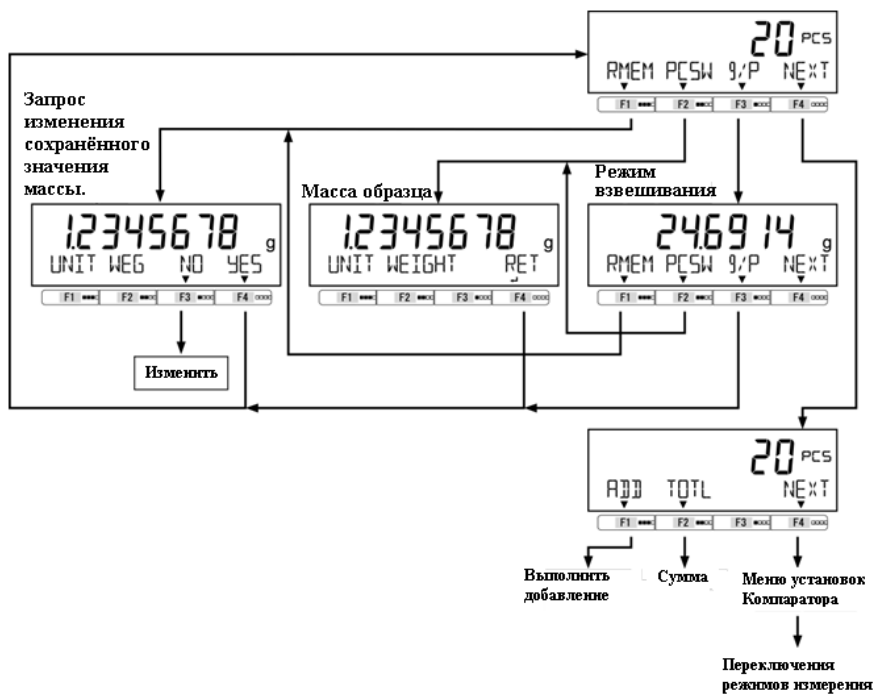 20 PCS
RMEM PCSW g/P NEXT
F1 F2 F3 F4
Запрос
изменения
сохранённого
значения
массы.
Масса образца
Режим
взвешивания
1.2345678 g
UNIT WEG NO YES
F1 F2 F3 F4
1.2345678 g
UNIT WEIGHT RET
F1 F2 F3 F4
24.6914 g
RMEM PCSW g/P NEXT
F1 F2 F3 F4
Изменить
20 PCS
ADD TOTL NEXT
F1 F2 F3 F4
Выполнить
добавление
Сумма
Меню установок
Компаратора
Переключения
режимов измерения